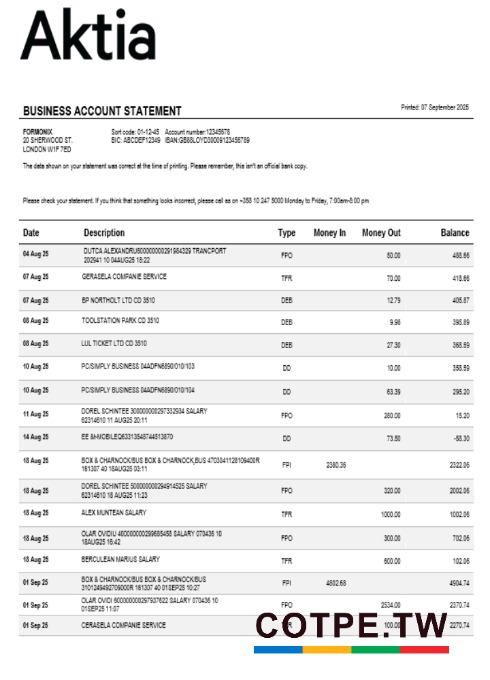 Aktia
BUSINESS ACCOUNT STATEMENT
Printed: 07 September 2025
FORMONIX Sort code: 01-12-45 Account number:12345678
20 SHERWOOD ST. BIC: ABCDEF12349 IBAN:GB88LOYD30009123456789
LONDON W1F 7ED
The data shown on your statement was correct at the time of printing. Please remember, this isn't an official bank copy.
Please check your statement. If you think that something looks incorrect, please call as on +358 10 247 5000 Monday to Friday, 7:00am-8:00 pm
Date Description Type Money In Money Out Balance
04 Aug 25 DUTCA ALEXANDRU600000000291984329 TRANCPORT FPO 50.00 488.66
202941 10 04AUG25 18:22
07 Aug 25 GERASELA COMPANIE SERVICE TFR 70.00 418.66
07 Aug 25 BP NORTHOLT LTD CD 3510 DEB 12.79 405.87
08 Aug 25 TOOLSTATION PARK CD 3510 DEB 9.98 395.89
08 Aug 25 LUL TICKET LTD CD 3510 DEB 27.30 368.59
10 Aug 25 PC/SIMPLY BUSINESS 04ADFN6890/010/103 DD 10.00 358.59
10 Aug 25 PC/SIMPLY BUSINESS 04ADFN6890/010/104 DD 63.39 295.20
11 Aug 25 DOREL SCHINTEE 300000000297332934 SALARY FPO 280.00 15.20
62314610 11 AUG25 20:11
14 Aug 25 EE &MOBILEQ63313548744513870 DD 73.50 -58.30
18 Aug 25 BOX & CHARNOCK/BUS BOX & CHARNOCK,BUS 4703041128109400R FPI 2380.36 2322.06
161307 40 18AUG25 03:11
18 Aug 25 DOREL SCHINTEE 500000000294914525 SALARY FPO 320.00 2002.06
62314610 18 AUG25 11:23
18 Aug 25 ALEX MUNTEAN SALARY TFR 1000.00 1002.06
18 Aug 25 OLAR OVIDIU 460000000299685458 SALARY 070436 10 FPO 300.00 702.06
18AUG25 16:42
18 Aug 25 BERCULEAN MARIUS SALARY TFR 600.00 102.06
01 Sep 25 BOX & CHARNOCK/BUS BOX & CHARNOCK/BUS FPI 4802.68 4904.74
3101249492709000R 161307 40 01SEP25 10:27
01 Sep 25 OLAR OVIDI 600000000297937622 SALARY 070436 10 FPO 2534.00 2370.74
01SEP25 11:07
01 Sep 25 CERASELA COMPANIE SERVICE 100.00 2270.74
COTPE.TW